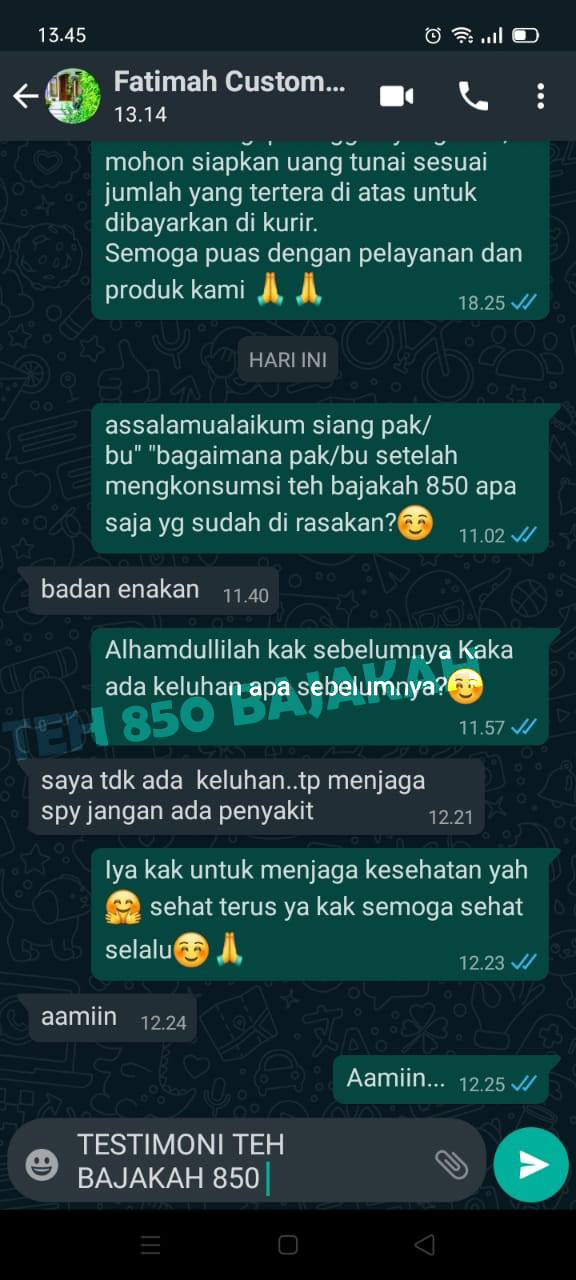 13.45
Fatimah Custom...
13.14
mohon siapkan uang tunai sesuai
jumlah yang tertera di atas untuk
dibayarkan di kurir.
Semoga puas dengan pelayanan dan
produk kami 🙏 🙏
18.25
HARI INI
assalamualaikum siang pak/
bu" "bagaimana pak/bu setelah
mengkonsumsi teh bajakah 850 apa
saja yg sudah di rasakan?☺️
11.02
badan enakan
11.40
Alhamdullilah kak sebelumnya Kaka
ada keluhan apa sebelumnya?☺️
11.57
TEH 850 BAJAKAH
saya tdk ada  keluhan..tp menjaga
spy jangan ada penyakit
12.21
Iya kak untuk menjaga kesehatan yah
🤗 sehat terus ya kak semoga sehat
selalu☺️🙏
12.23
aamiin
12.24
Aamiin...
12.25
TESTIMONI TEH
BAJAKAH 850